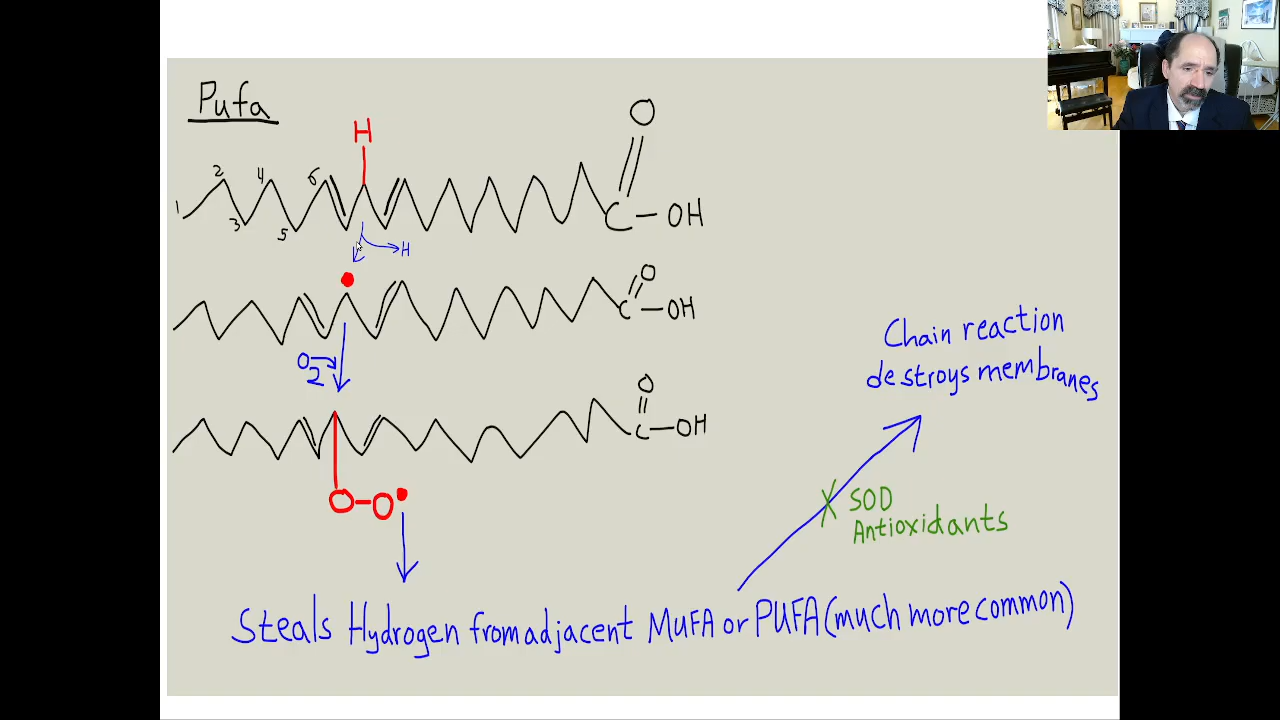 Pufa
H
O
1 2 3 4 5 6
C - OH
H
O
C - OH
O2
O
C - OH
O - O
Chain reaction
destroys membranes
X SOD
Antioxidants
Steals Hydrogen from adjacent MUFA or PUFA (much more common)